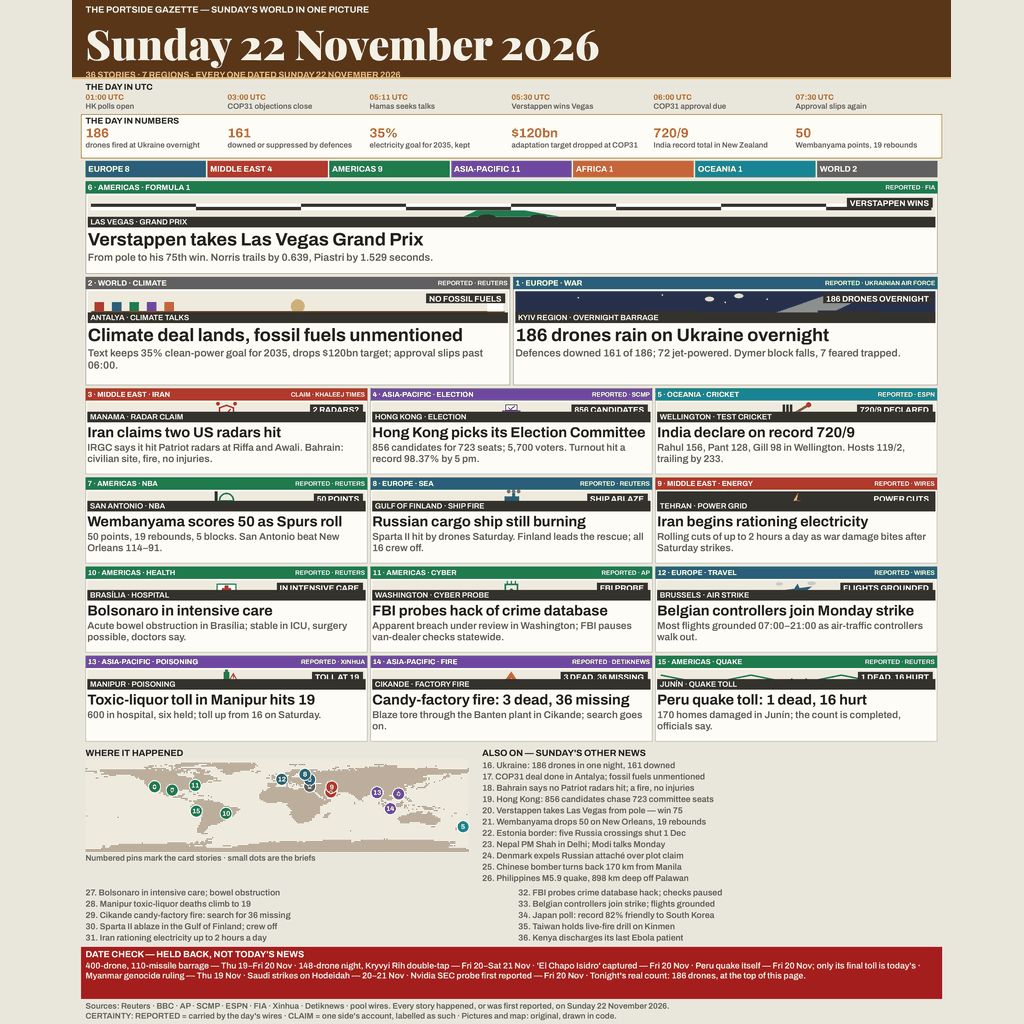 THE PORTSIDE GAZETTE — SUNDAY'S WORLD IN ONE PICTURE
Sunday 22 November 2026
36 STORIES · 7 REGIONS · EVERY ONE DATED SUNDAY 22 NOVEMBER 2026
THE DAY IN UTC
01:00 UTC
HK polls open
03:00 UTC
COP31 objections close
05:11 UTC
Hamas seeks talks
05:30 UTC
Verstappen wins Vegas
06:00 UTC
COP31 approval due
07:30 UTC
Approval slips again
THE DAY IN NUMBERS
186
drones fired at Ukraine overnight
161
downed or suppressed by defences
35%
electricity goal for 2035, kept
$120bn
adaptation target dropped at COP31
720/9
India record total in New Zealand
50
Wembanyama points, 19 rebounds
EUROPE 8
MIDDLE EAST 4
AMERICAS 9
ASIA-PACIFIC 11
AFRICA 1
OCEANIA 1
WORLD 2
6 · AMERICAS · FORMULA 1
REPORTED · FIA
VERSTAPPEN WINS
LAS VEGAS · GRAND PRIX
Verstappen takes Las Vegas Grand Prix
From pole to his 75th win. Norris trails by 0.639, Piastri by 1.529 seconds.
2 · WORLD · CLIMATE
REPORTED · REUTERS
NO FOSSIL FUELS
ANTALYA · CLIMATE TALKS
Climate deal lands, fossil fuels unmentioned
Text keeps 35% clean-power goal for 2035, drops $120bn target; approval slips past
06:00.
1 · EUROPE · WAR
REPORTED · UKRAINIAN AIR FORCE
186 DRONES OVERNIGHT
KYIV REGION · OVERNIGHT BARRAGE
186 drones rain on Ukraine overnight
Defences downed 161 of 186; 72 jet-powered. Dymer block falls, 7 feared trapped.
3 · MIDDLE EAST · IRAN
CLAIM · KHALEEJ TIMES
2 RADARS?
MANAMA · RADAR CLAIM
Iran claims two US radars hit
IRGC says it hit Patriot radars at Riffa and Awali. Bahrain:
civilian site, fire, no injuries.
4 · ASIA-PACIFIC · ELECTION
REPORTED · SCMP
856 CANDIDATES
HONG KONG · ELECTION
Hong Kong picks its Election Committee
856 candidates for 723 seats; 5,700 voters. Turnout hit a
record 98.37% by 5 pm.
5 · OCEANIA · CRICKET
REPORTED · ESPN
720/9 DECLARED
WELLINGTON · TEST CRICKET
India declare on record 720/9
Rahul 156, Pant 128, Gill 98 in Wellington. Hosts 119/2,
trailing by 233.
7 · AMERICAS · NBA
REPORTED · REUTERS
50 POINTS
SAN ANTONIO · NBA
Wembanyama scores 50 as Spurs roll
50 points, 19 rebounds, 5 blocks. San Antonio beat New
Orleans 114–91.
8 · EUROPE · SEA
REPORTED · REUTERS
SHIP ABLAZE
GULF OF FINLAND · SHIP FIRE
Russian cargo ship still burning
Sparta II hit by drones Saturday. Finland leads the rescue; all
16 crew off.
9 · MIDDLE EAST · ENERGY
REPORTED · WIRES
POWER CUTS
TEHRAN · POWER GRID
Iran begins rationing electricity
Rolling cuts of up to 2 hours a day as war damage bites after
Saturday strikes.
10 · AMERICAS · HEALTH
REPORTED · REUTERS
IN INTENSIVE CARE
BRASÍLIA · HOSPITAL
Bolsonaro in intensive care
Acute bowel obstruction in Brasília; stable in ICU, surgery
possible, doctors say.
11 · AMERICAS · CYBER
REPORTED · AP
FBI PROBE
WASHINGTON · CYBER PROBE
FBI probes hack of crime database
Apparent breach under review in Washington; FBI pauses
van-dealer checks statewide.
12 · EUROPE · TRAVEL
REPORTED · WIRES
FLIGHTS GROUNDED
BRUSSELS · AIR STRIKE
Belgian controllers join Monday strike
Most flights grounded 07:00–21:00 as air-traffic controllers
walk out.
13 · ASIA-PACIFIC · POISONING
REPORTED · XINHUA
TOLL AT 19
MANIPUR · POISONING
Toxic-liquor toll in Manipur hits 19
600 in hospital, six held; toll up from 16 on Saturday.
14 · ASIA-PACIFIC · FIRE
REPORTED · DETIKNEWS
3 DEAD, 36 MISSING
CIKANDE · FACTORY FIRE
Candy-factory fire: 3 dead, 36 missing
Blaze tore through the Banten plant in Cikande; search goes
on.
15 · AMERICAS · QUAKE
REPORTED · REUTERS
1 DEAD, 16 HURT
JUNÍN · QUAKE TOLL
Peru quake toll: 1 dead, 16 hurt
170 homes damaged in Junín; the count is completed,
officials say.
WHERE IT HAPPENED
Numbered pins mark the card stories · small dots are the briefs
ALSO ON — SUNDAY'S OTHER NEWS
16. Ukraine: 186 drones in one night, 161 downed
17. COP31 deal done in Antalya; fossil fuels unmentioned
18. Bahrain says no Patriot radars hit; a fire, no injuries
19. Hong Kong: 856 candidates chase 723 committee seats
20. Verstappen takes Las Vegas from pole — win 75
21. Wembanyama drops 50 on New Orleans, 19 rebounds
22. Estonia border: five Russia crossings shut 1 Dec
23. Nepal PM Shah in Delhi; Modi talks Monday
24. Denmark expels Russian attaché over plot claim
25. Chinese bomber turns back 170 km from Manila
26. Philippines M5.9 quake, 898 km deep off Palawan
27. Bolsonaro in intensive care; bowel obstruction
28. Manipur toxic-liquor deaths climb to 19
29. Cikande candy-factory fire: search for 36 missing
30. Sparta II ablaze in the Gulf of Finland; crew off
31. Iran rationing electricity up to 2 hours a day
32. FBI probes crime database hack; checks paused
33. Belgian controllers join strike; flights grounded
34. Japan poll: record 82% friendly to South Korea
35. Taiwan holds live-fire drill on Kinmen
36. Kenya discharges its last Ebola patient
DATE CHECK — HELD BACK, NOT TODAY'S NEWS
400-drone, 110-missile barrage — Thu 19–Fri 20 Nov · 148-drone night, Kryvyi Rih double-tap — Fri 20–Sat 21 Nov · 'El Chapo Isidro' captured — Fri 20 Nov · Peru quake itself — Fri 20 Nov; only its final toll is today's ·
Myanmar genocide ruling — Thu 19 Nov · Saudi strikes on Hodeidah — 20–21 Nov · Nvidia SEC probe first reported — Fri 20 Nov · Tonight's real count: 186 drones, at the top of this page.
Sources: Reuters · BBC · AP · SCMP · ESPN · FIA · Xinhua · Detiknews · pool wires. Every story happened, or was first reported, on Sunday 22 November 2026.
CERTAINTY: REPORTED = carried by the day's wires · CLAIM = one side's account, labelled as such · Pictures and map: original, drawn in code.